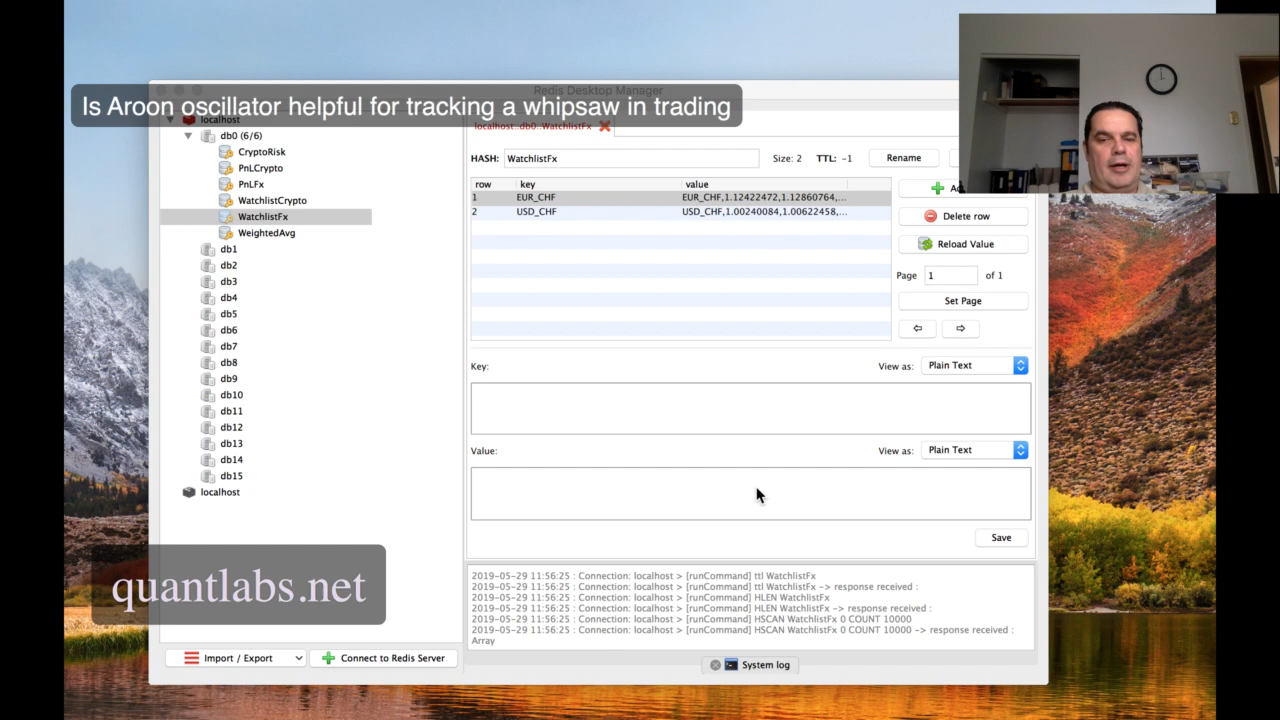 Redis Desktop Manager
Is Aroon oscillator helpful for tracking a whipsaw in trading
localhost
db0 (6/6)
CryptoRisk
PnLCrypto
PnLFx
WatchlistCrypto
WatchlistFx
WeightedAvg
db1
db2
db3
db4
db5
db6
db7
db8
db9
db10
db11
db12
db13
db14
db15
localhost
quantlabs.net
Import / Export
Connect to Redis Server
localhost::db0::WatchlistFx
HASH: WatchlistFx Size: 2 TTL: -1 Rename
row key value
1 EUR_CHF EUR_CHF,1.12422472,1.12860764,...
2 USD_CHF USD_CHF,1.00240084,1.00622458,...
Delete row
Reload Value
Page 1 of 1
Set Page
Key: View as: Plain Text
Value: View as: Plain Text
Save
2019-05-29 11:56:25 : Connection: localhost > [runCommand] ttl WatchlistFx
2019-05-29 11:56:25 : Connection: localhost > [runCommand] ttl WatchlistFx -> response received :
2019-05-29 11:56:25 : Connection: localhost > [runCommand] HLEN WatchlistFx
2019-05-29 11:56:25 : Connection: localhost > [runCommand] HLEN WatchlistFx -> response received :
2019-05-29 11:56:25 : Connection: localhost > [runCommand] HSCAN WatchlistFx 0 COUNT 10000
2019-05-29 11:56:25 : Connection: localhost > [runCommand] HSCAN WatchlistFx 0 COUNT 10000 -> response received :
Array
System log